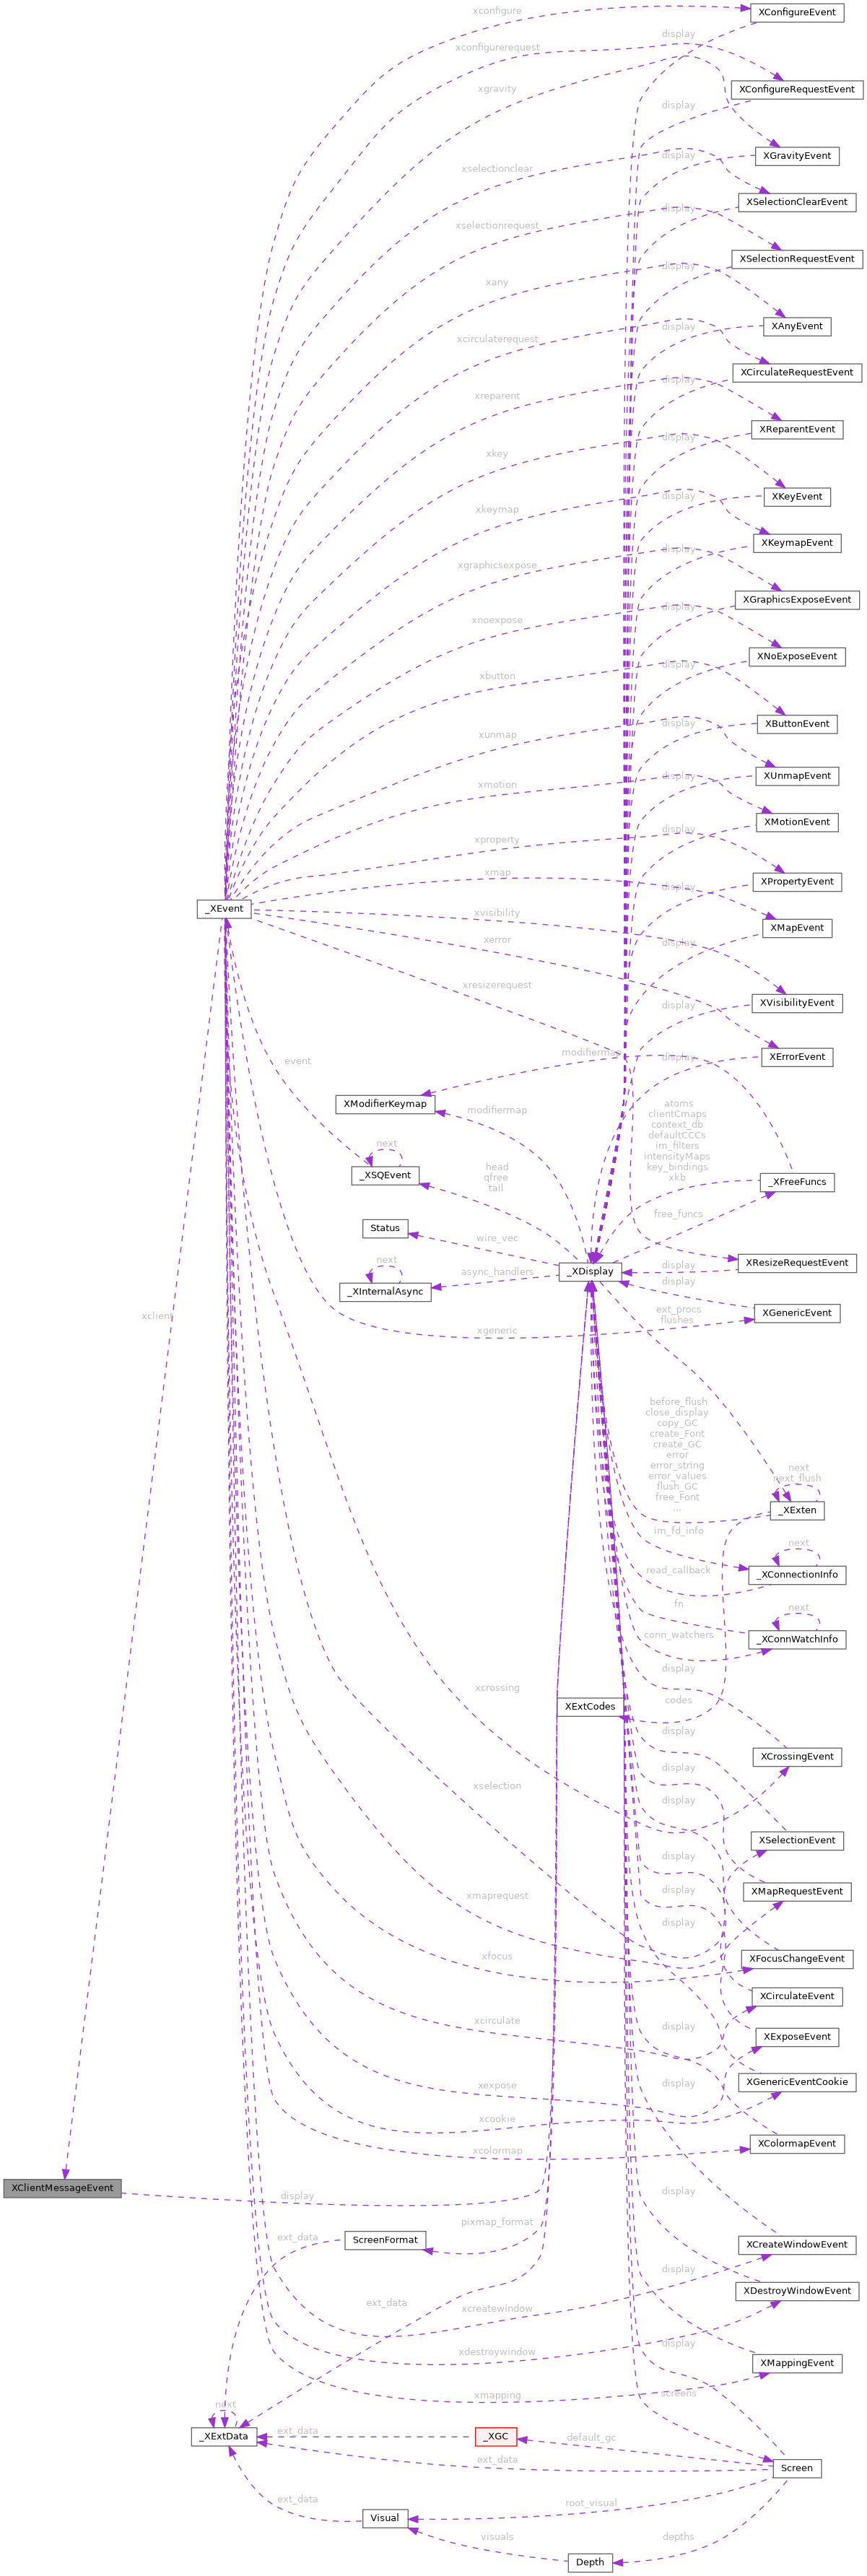 xconfigure
XConfigureEvent
display
xconfigurerequest
XConfigureRequestEvent
xgravity
display
XGravityEvent
display
xselectionclear
XSelectionClearEvent
display
xselectionrequest
XSelectionRequestEvent
display
xany
XAnyEvent
display
xcirculaterequest
XCirculateRequestEvent
display
xreparent
XReparentEvent
display
xkey
XKeyEvent
display
xkeymap
XKeymapEvent
display
xgraphicsexpose
XGraphicsExposeEvent
display
xnoexpose
XNoExposeEvent
display
xbutton
XButtonEvent
display
xunmap
XUnmapEvent
display
xmotion
XMotionEvent
display
xproperty
XPropertyEvent
xmap
display
_XEvent
xvisibility
XMapEvent
xerror
display
xresizerequest
XVisibilityEvent
display
event
modifiermap
display
XErrorEvent
XModifierKeymap
modifiermap
atoms
clientCmaps
context_db
defaultCCCs
im_filters
intensityMaps
key_bindings
xkb
next
_XSQEvent
head
qfree
tail
_XFreeFuncs
free_funcs
Status
wire_vec
next
async_handlers
_XDisplay
display
XResizeRequestEvent
_XInternalAsync
display
xclient
xgeneric
ext_procs
flushes
XGenericEvent
before_flush
close_display
copy_GC
create_Font
create_GC
error
error_string
error_values
flush_GC
free_Font
...
next
next_flush
_XExten
im_fd_info
next
read_callback
_XConnectionInfo
fn
next
conn_watchers
_XConnWatchInfo
display
xcrossing
XExtCodes
codes
display
XCrossingEvent
display
xselection
display
XSelectionEvent
display
XMapRequestEvent
xmaprequest
display
display
xfocus
XFocusChangeEvent
XCirculateEvent
xcirculate
display
XExposeEvent
xexpose
display
XGenericEventCookie
xcookie
xcolormap
XColormapEvent
XClientMessageEvent
display
display
pixmap_format
ext_data
ScreenFormat
XCreateWindowEvent
display
XDestroyWindowEvent
ext_data
xcreatewindow
display
xdestroywindow
XMappingEvent
xmapping
screens
next
_XExtData
ext_data
_XGC
default_gc
ext_data
Screen
ext_data
Visual
root_visual
visuals
depths
Depth